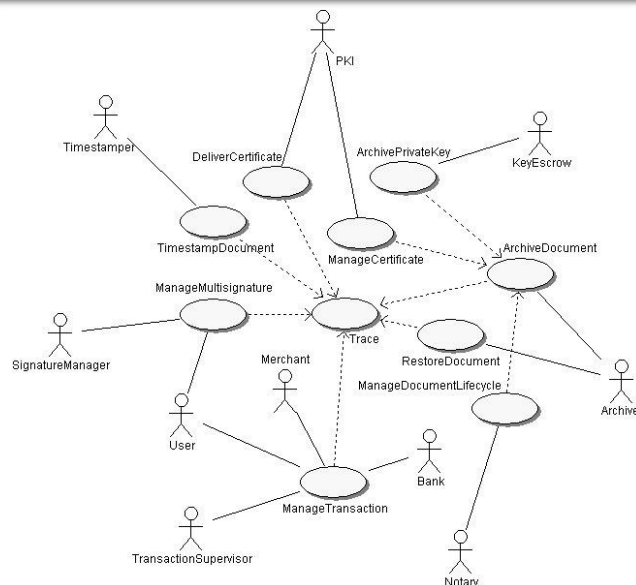 PKI
Timestamper
DeliverCertificate
ArchivePrivateKey
KeyEscrow
TimestampDocument
ManageCertificate
ArchiveDocument
ManageMultisignature
Trace
SignatureManager
Merchant
RestoreDocument
ManageDocumentLifecycle
User
Archive
Bank
ManageTransaction
TransactionSupervisor
Notary